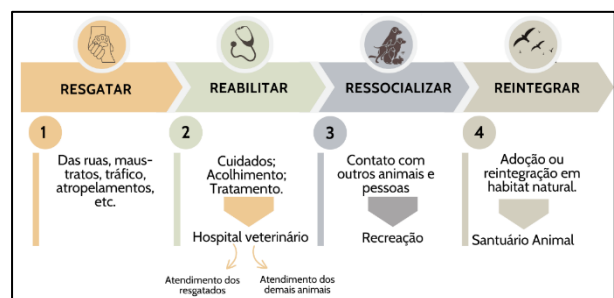 RESGATAR
REABILITAR
RESSOCIALIZAR
REINTEGRAR
1
Das ruas, maus-
tratos, tráfico,
atropelamentos,
etc.
2
Cuidados;
Acolhimento;
Tratamento.
Hospital veterinário
Atendimento dos
resgatados
Atendimento dos
demais animais
3
Contato com
outros animais e
pessoas
Recreação
4
Adoção ou
reintegração em
habitat natural.
Santuário Animal